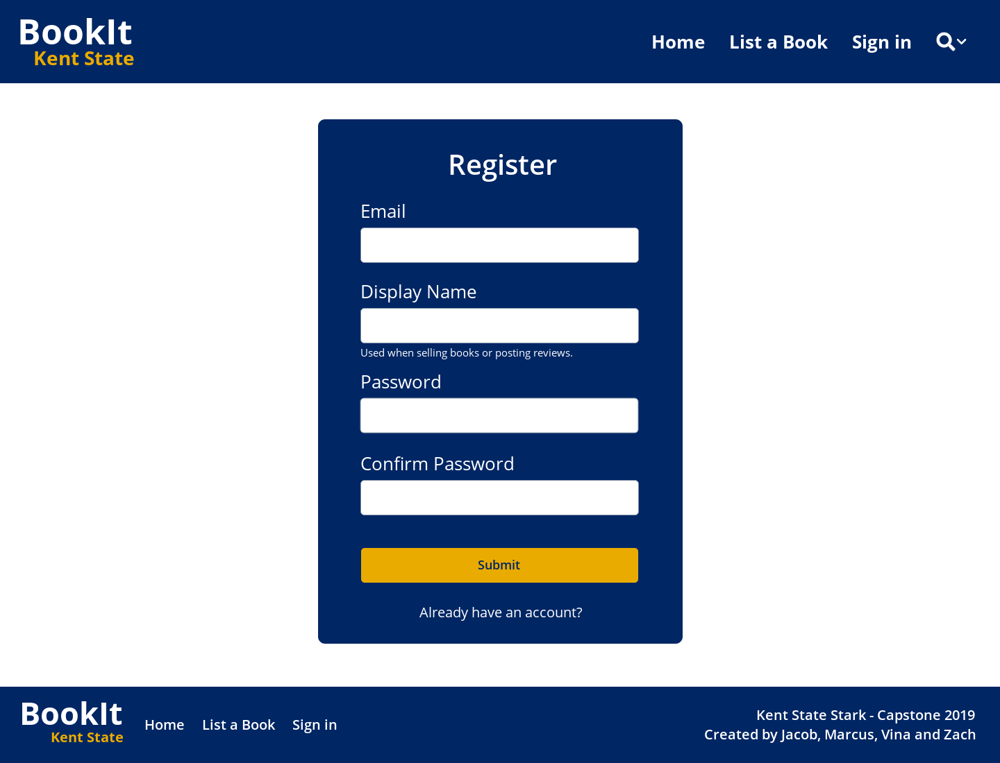 BookIt
Kent State
Home
List a Book
Sign in
Register
Email
Display Name
Used when selling books or posting reviews.
Password
Confirm Password
Submit
Already have an account?
BookIt
Kent State
Home
List a Book
Sign in
Kent State Stark - Capstone 2019
Created by Jacob, Marcus, Vina and Zach